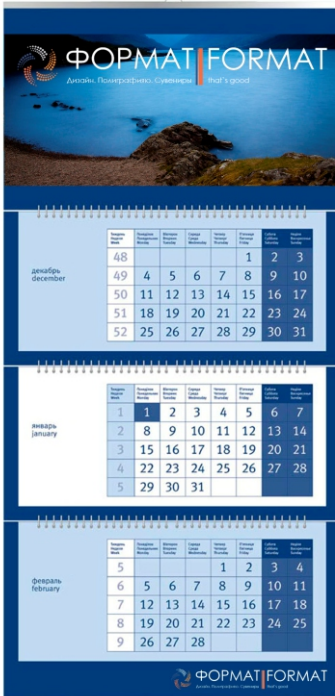 ФОРМАТ|FORMAT
Дизайн. Полиграфия. Сувениры | that's good
декабрь
december
48 1 2 3
49 4 5 6 7 8 9 10
50 11 12 13 14 15 16 17
51 18 19 20 21 22 23 24
52 25 26 27 28 29 30 31
январь
january
1 1 2 3 4 5 6 7
2 8 9 10 11 12 13 14
3 15 16 17 18 19 20 21
4 22 23 24 25 26 27 28
5 29 30 31
февраль
february
5 1 2 3 4
6 5 6 7 8 9 10 11
7 12 13 14 15 16 17 18
8 19 20 21 22 23 24 25
9 26 27 28
ФОРМАТ|FORMAT